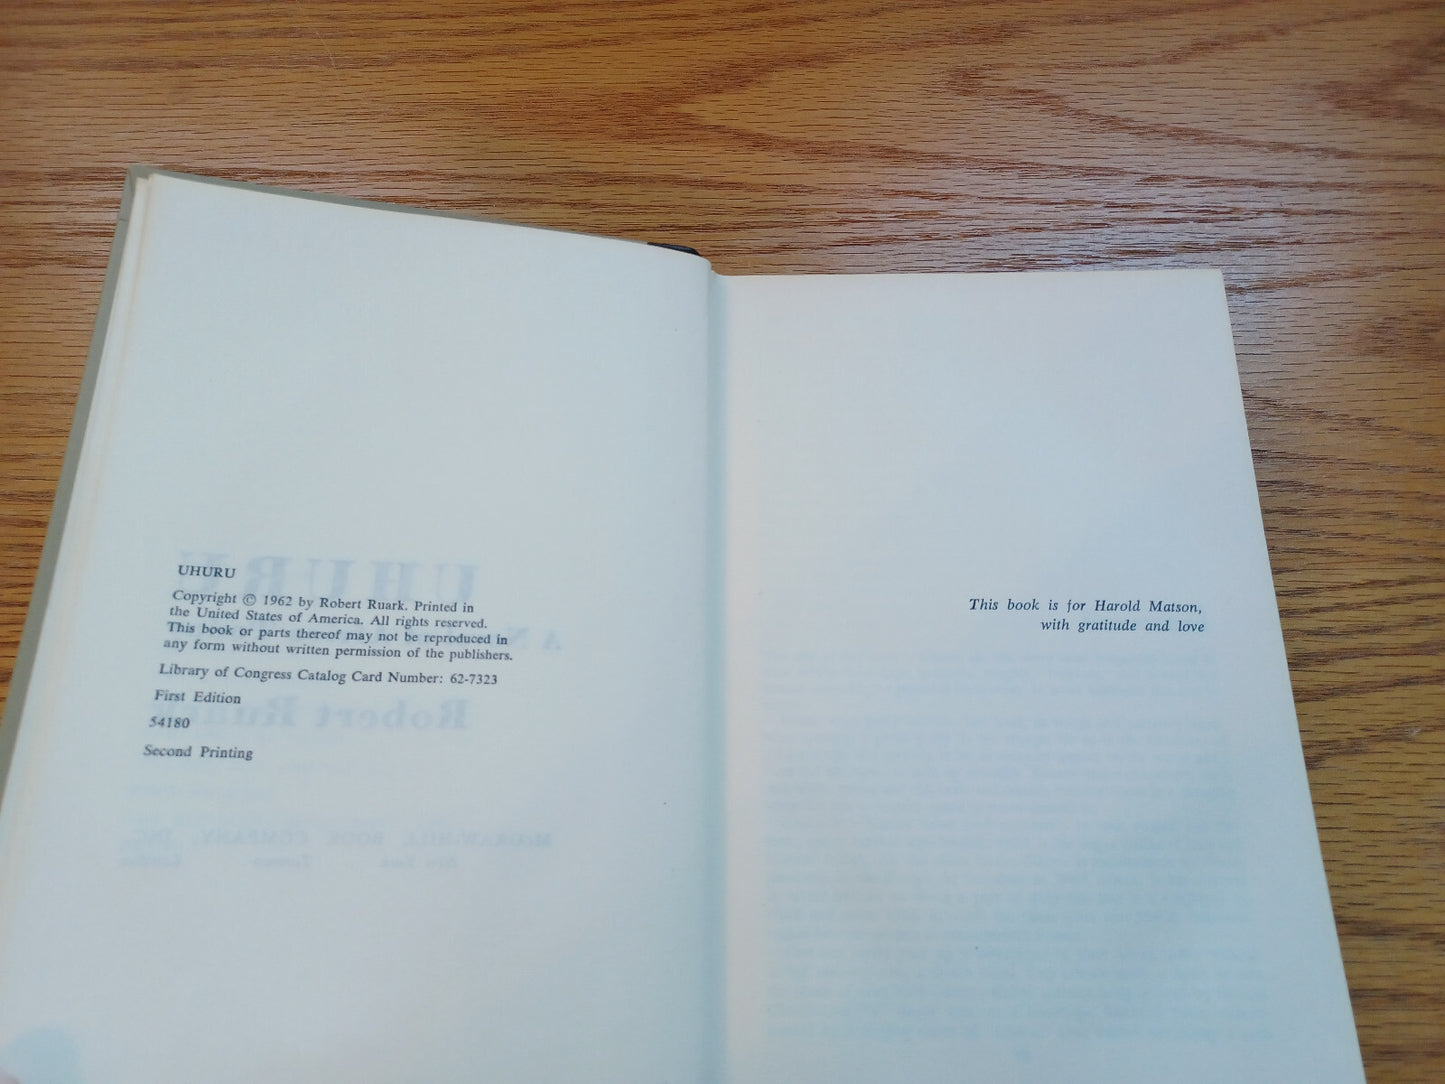 UHURU
Copyright © 1962 by Robert Ruark. Printed in
the United States of America. All rights reserved.
This book or parts thereof may not be reproduced in
any form without written permission of the publishers.
Library of Congress Catalog Card Number: 62-7323
First Edition
54180
Second Printing
This book is for Harold Matson,
with gratitude and love